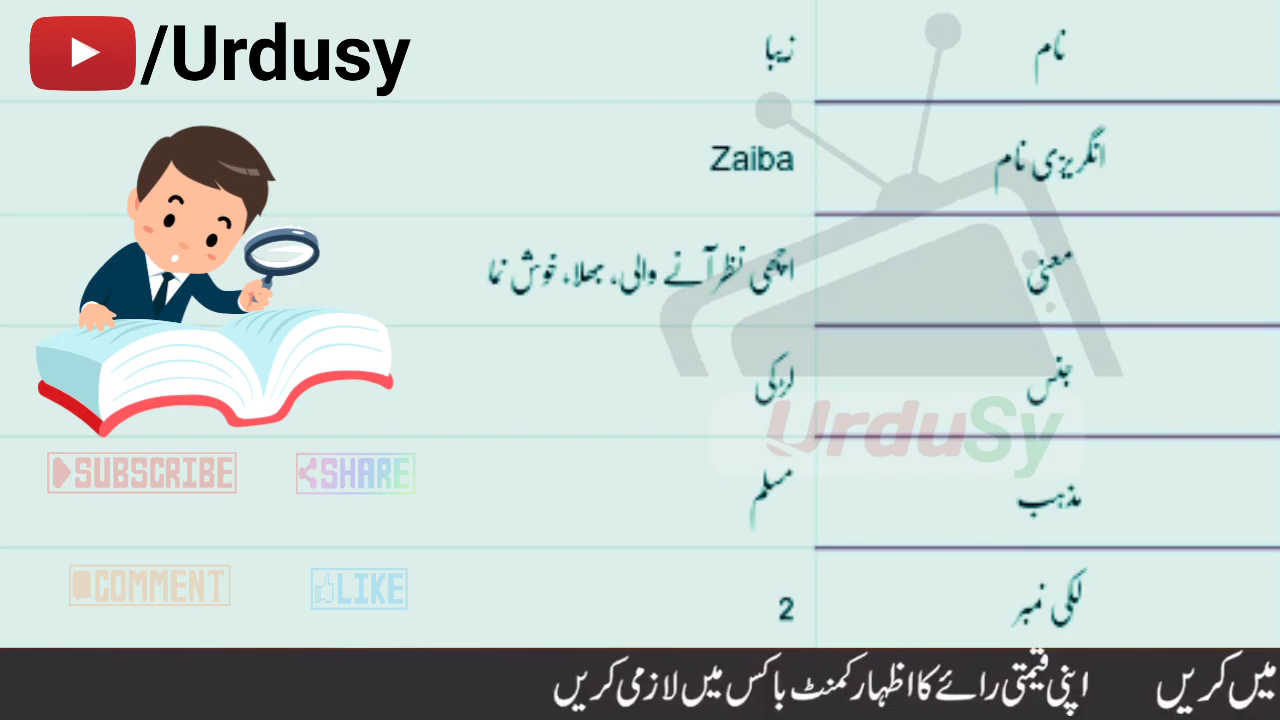 /Urdusy
نام زیبا
انگریزی نام Zaiba
معنی اچھی نظر آنے والی، بھلا، خوش نما
جنس لڑکی
UrduSy
مذہب مسلم
لکی نمبر 2
SUBSCRIBE SHARE
COMMENT LIKE
میں کریں اپنی قیمتی رائے کا اظہار کمنٹ باکس میں لازمی کریں